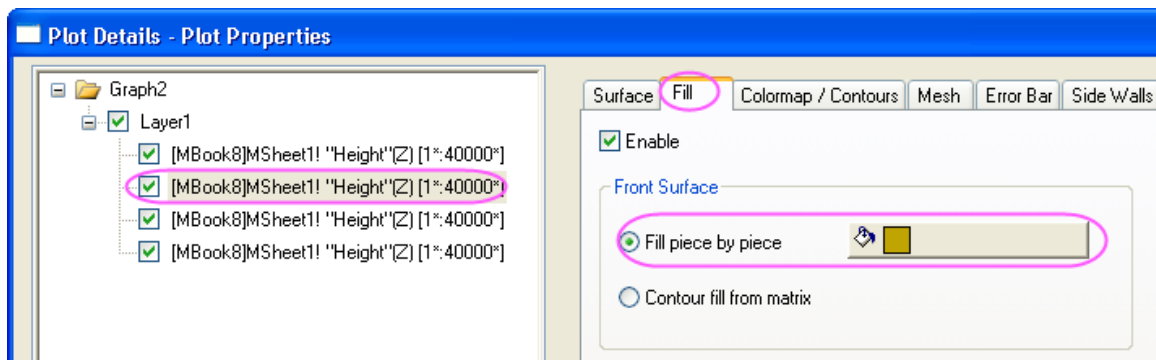 Plot Details - Plot Properties
Graph2
Layer1
[MBook8]MSheet1! "Height"(Z) [1*:40000*]
[MBook8]MSheet1! "Height"(Z) [1*:40000*]
[MBook8]MSheet1! "Height"(Z) [1*:40000*]
[MBook8]MSheet1! "Height"(Z) [1*:40000*]
Surface Fill Colormap / Contours Mesh Error Bar Side Walls
Enable
Front Surface
Fill piece by piece
Contour fill from matrix